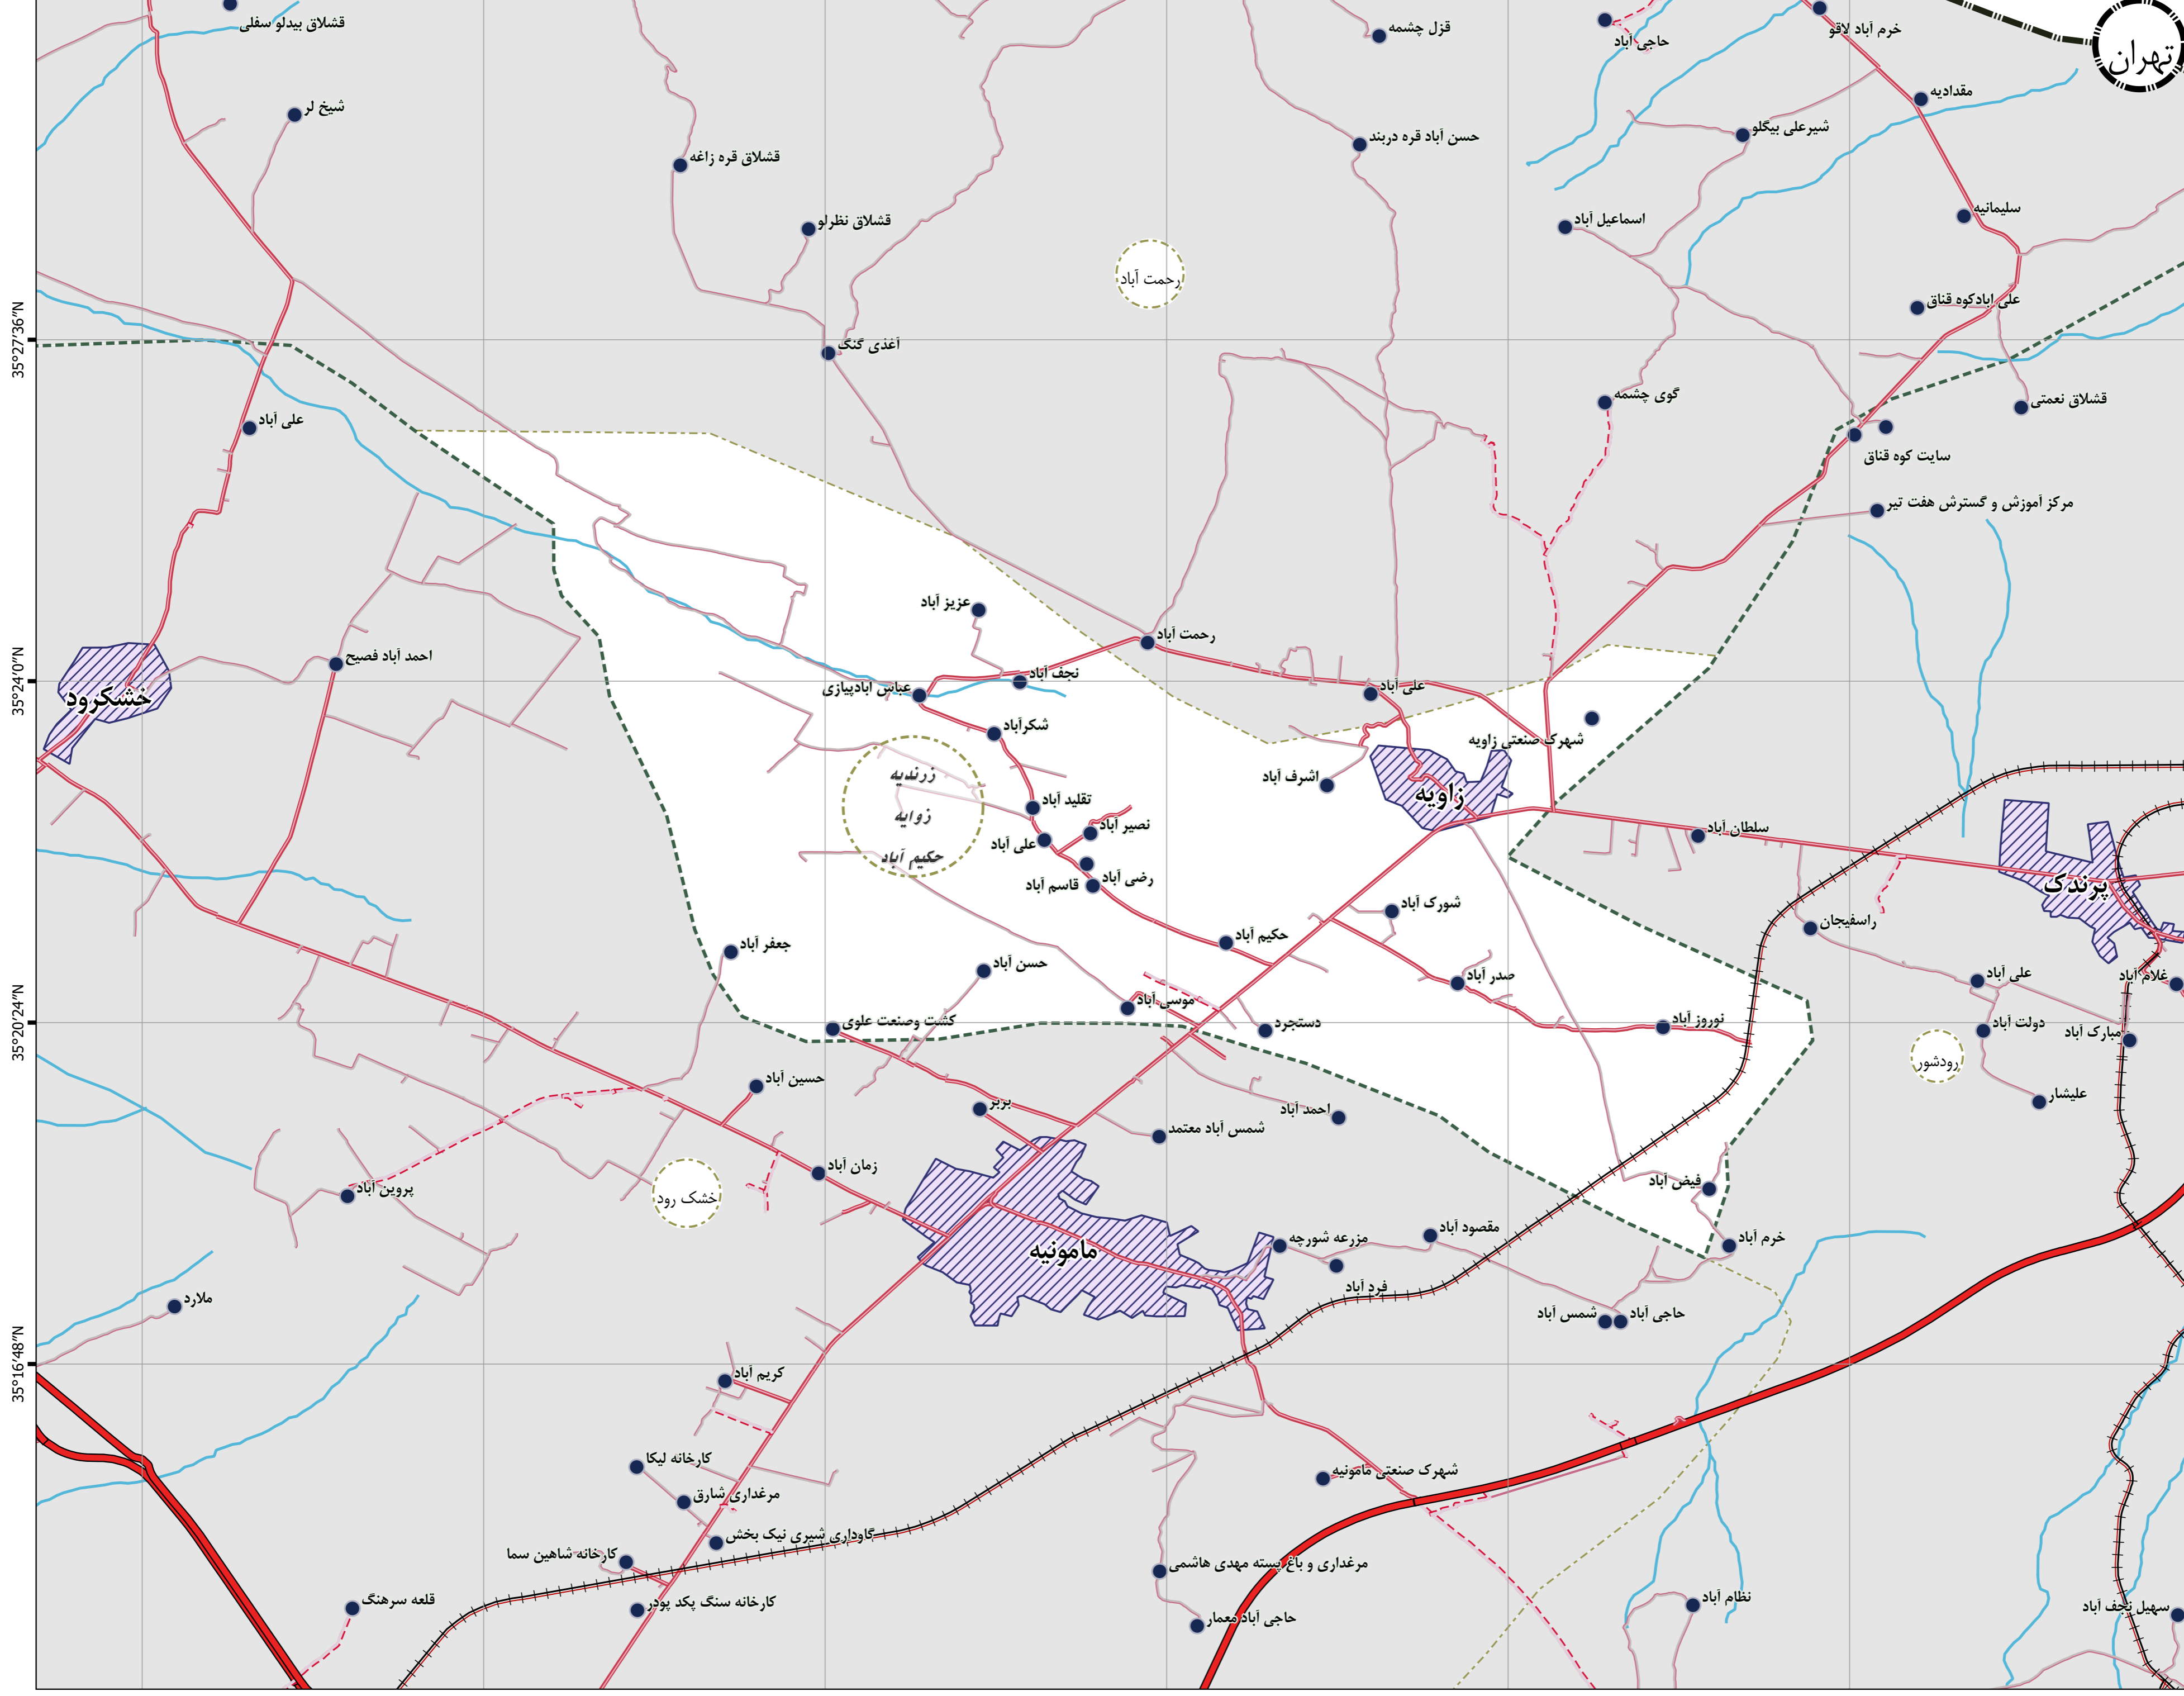 قشلاق بیدلو سفلی
قزل چشمه
حاجی آباد
خرم آباد لاقو
تهران
شیخ لر
مقدادیه
حسن آباد قره دربند
شیرعلی بیگلو
قشلاق قره زاغه
قشلاق نظرلو
اسماعیل آباد
سلیمانیه
رحمت آباد
علی ابادکوه قناق
35°27'36"N
آغذی گنگ
گوی چشمه
قشلاق نعمتی
علی آباد
سایت کوه قناق
مرکز آموزش و گسترش هفت تیر
عزیز آباد
رحمت آباد
احمد آباد فصیح
35°24'0"N
نجف آباد
عباس ابادپیازی
علی آباد
خشکرود
شکرآباد
شهرک صنعتی زاویه
زرندیه
زوایه
حکیم آباد
اشرف آباد
زاویه
تقلید آباد
نصیر آباد
علی آباد
سلطان آباد
رضی آباد
قاسم آباد
پرندک
شورک آباد
راسفیجان
حکیم آباد
جعفر آباد
حسن آباد
صدر آباد
علی آباد
غلام آباد
موسی آباد
35°20'24"N
کشت وصنعت علوی
دستجرد
نوروز آباد
دولت آباد
مبارک آباد
رودشور
حسین آباد
علیشار
بربر
احمد آباد
شمس آباد معتمد
زمان آباد
خشک رود
پروین آباد
فیض آباد
مقصود آباد
مزرعه شورچه
خرم آباد
مامونیه
فرد آباد
ملارد
شمس آباد
حاجی آباد
35°16'48"N
کریم آباد
کارخانه لیکا
شهرک صنعتی مامونیه
مرغداری شارق
گاوداری شیری نیک بخش
کارخانه شاهین سما
مرغداری و باغ پسته مهدی هاشمی
قلعه سرهنگ
کارخانه سنگ پکد پودر
نظام آباد
سهیل نجف آباد
حاجی آباد معمار